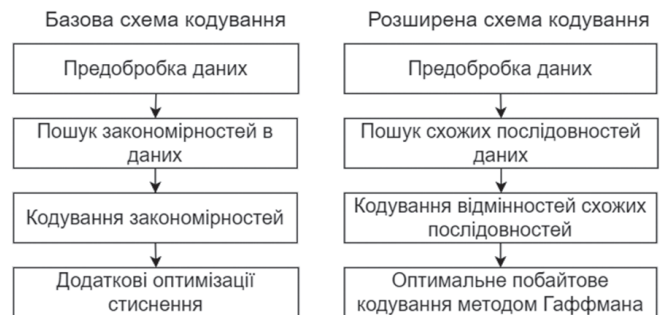 Базова схема кодування
Предобробка даних
Пошук закономірностей в
даних
Кодування закономірностей
Додаткові оптимізації
стиснення
Розширена схема кодування
Предобробка даних
Пошук схожих послідовностей
даних
Кодування відмінностей схожих
послідовностей
Оптимальне побайтове
кодування методом Гаффмана